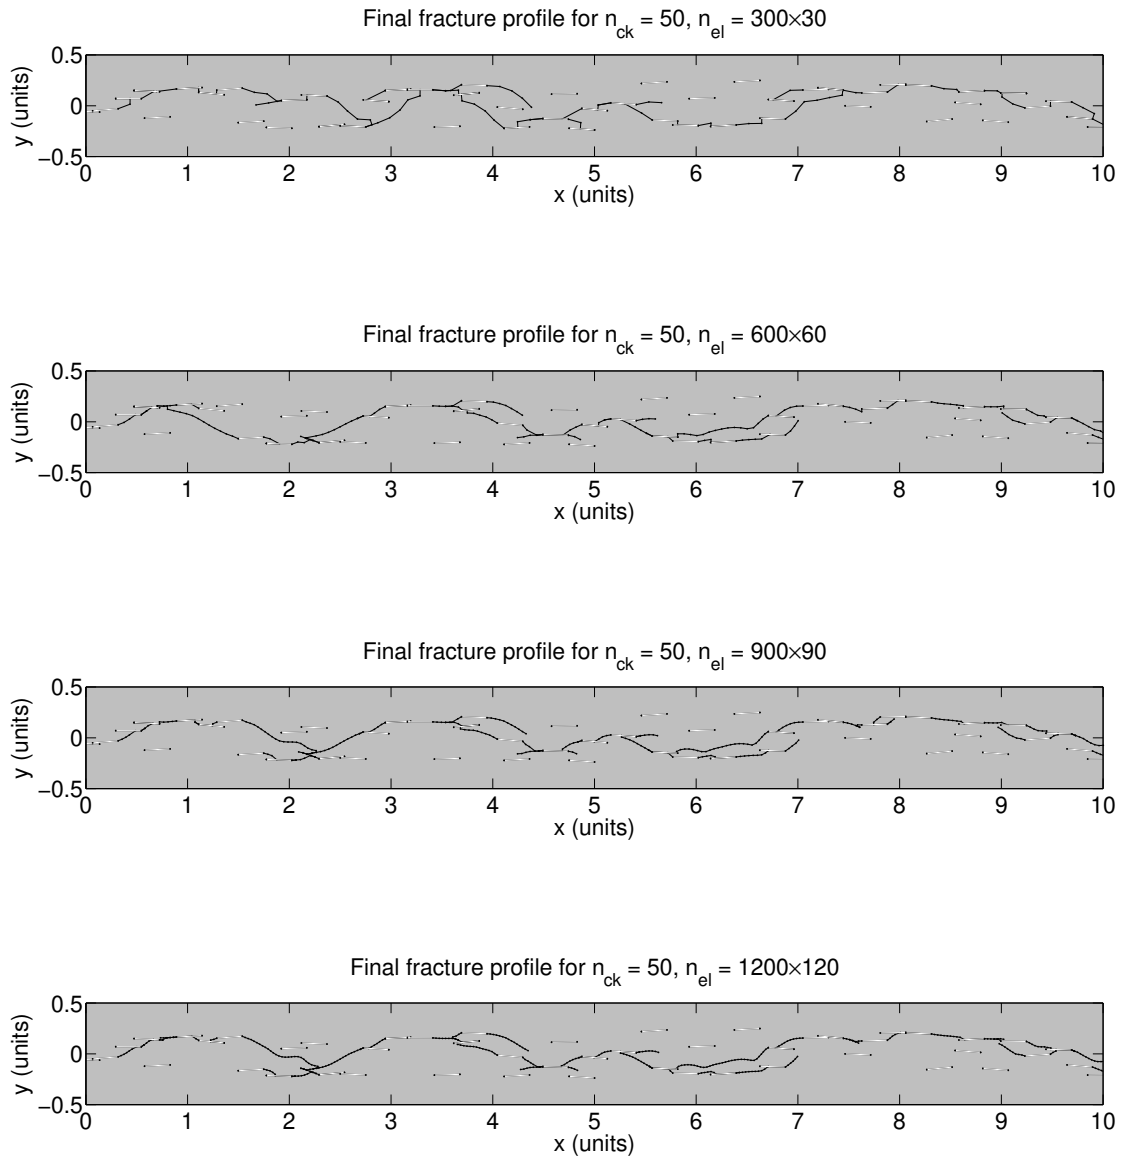 Final fracture profile for n_ck = 50, n_el = 300×30
0.5
0
−0.5
y (units)
0 1 2 3 4 5 6 7 8 9 10
x (units)
Final fracture profile for n_ck = 50, n_el = 600×60
0.5
0
−0.5
y (units)
0 1 2 3 4 5 6 7 8 9 10
x (units)
Final fracture profile for n_ck = 50, n_el = 900×90
0.5
0
−0.5
y (units)
0 1 2 3 4 5 6 7 8 9 10
x (units)
Final fracture profile for n_ck = 50, n_el = 1200×120
0.5
0
−0.5
y (units)
0 1 2 3 4 5 6 7 8 9 10
x (units)